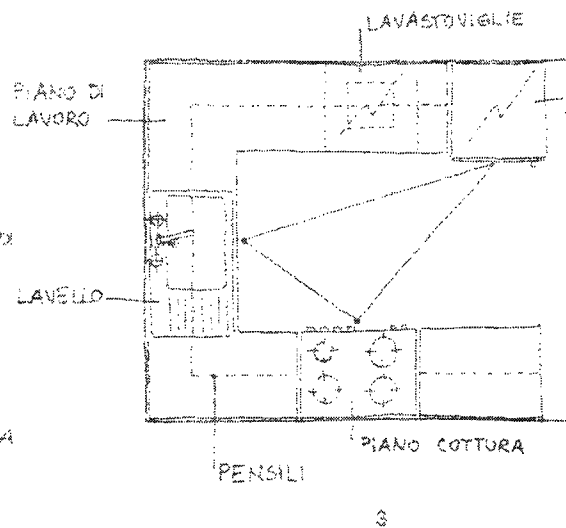 LAVASTOVIGLIE
PIANO DI
LAVORO
LAVELLO
PIANO COTTURA
PENSILI
3